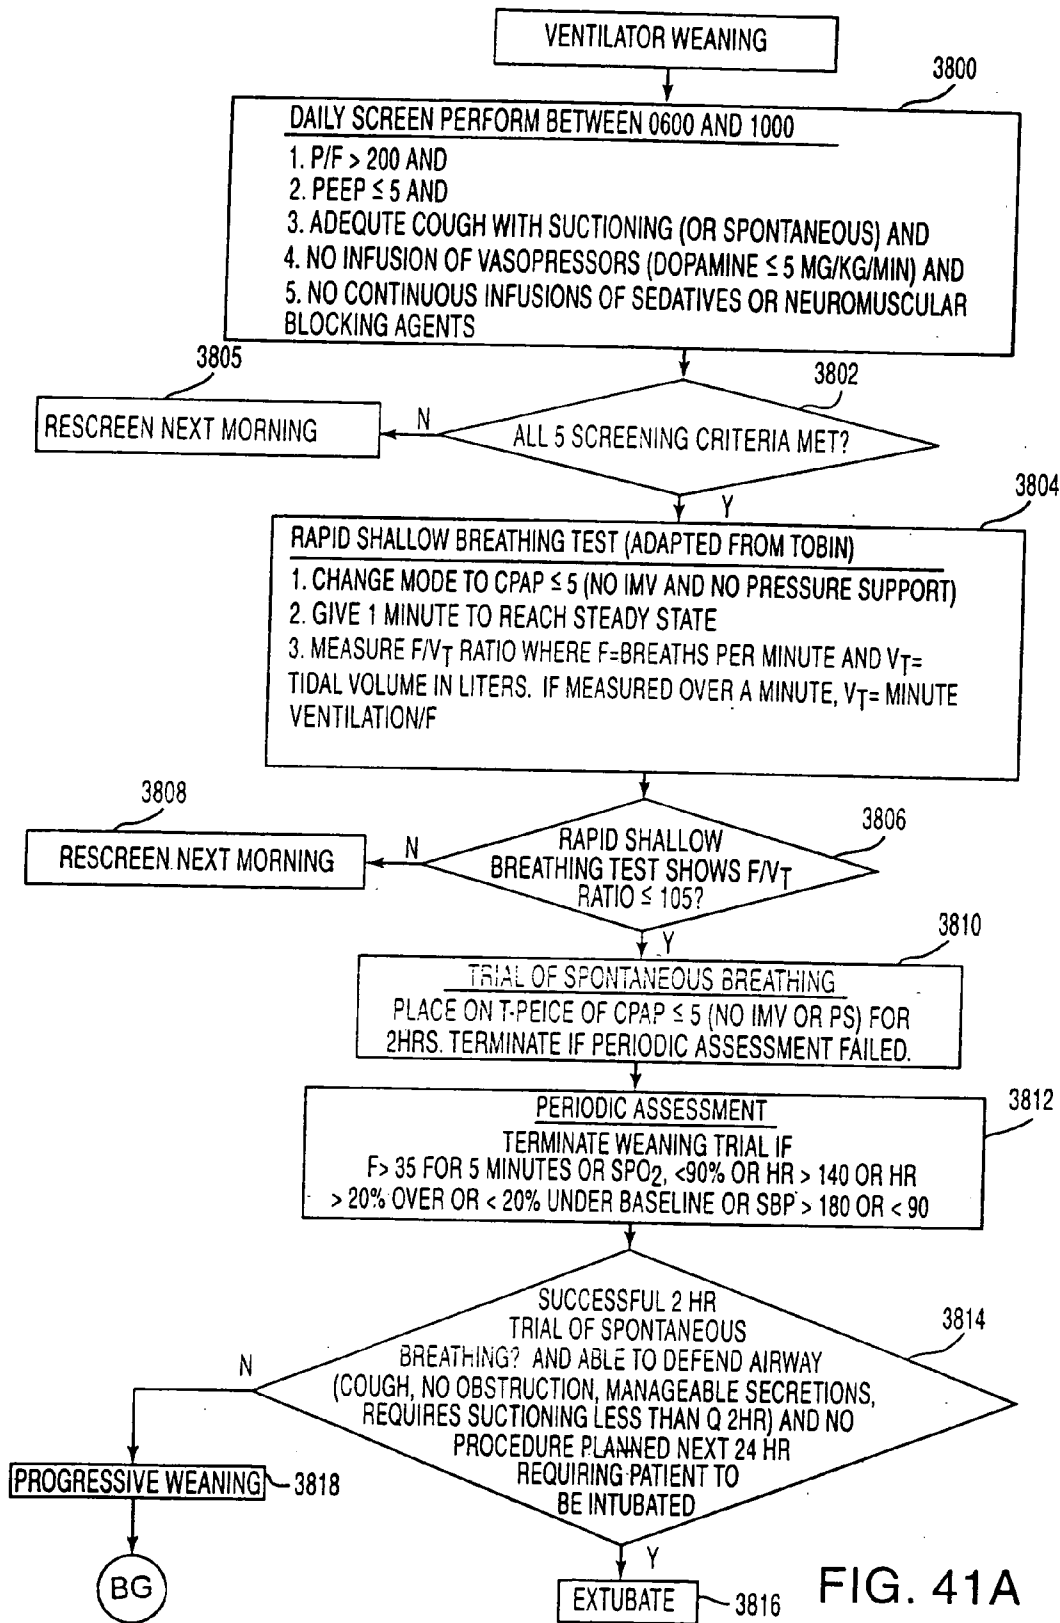 VENTILATOR WEANING
3800
DAILY SCREEN PERFORM BETWEEN 0600 AND 1000
1. P/F > 200 AND
2. PEEP ≤ 5 AND
3. ADEQUTE COUGH WITH SUCTIONING (OR SPONTANEOUS) AND
4. NO INFUSION OF VASOPRESSORS (DOPAMINE ≤ 5 MG/KG/MIN) AND
5. NO CONTINUOUS INFUSIONS OF SEDATIVES OR NEUROMUSCULAR
BLOCKING AGENTS
3805
3802
RESCREEN NEXT MORNING
N
ALL 5 SCREENING CRITERIA MET?
Y
3804
RAPID SHALLOW BREATHING TEST (ADAPTED FROM TOBIN)
1. CHANGE MODE TO CPAP ≤ 5 (NO IMV AND NO PRESSURE SUPPORT)
2. GIVE 1 MINUTE TO REACH STEADY STATE
3. MEASURE F/VT RATIO WHERE F=BREATHS PER MINUTE AND VT=
TIDAL VOLUME IN LITERS. IF MEASURED OVER A MINUTE, VT= MINUTE
VENTILATION/F
3808
3806
RESCREEN NEXT MORNING
N
RAPID SHALLOW
BREATHING TEST SHOWS F/VT
RATIO ≤ 105?
Y
3810
TRIAL OF SPONTANEOUS BREATHING
PLACE ON T-PEICE OF CPAP ≤ 5 (NO IMV OR PS) FOR
2HRS. TERMINATE IF PERIODIC ASSESSMENT FAILED.
3812
PERIODIC ASSESSMENT
TERMINATE WEANING TRIAL IF
F> 35 FOR 5 MINUTES OR SPO2, <90% OR HR > 140 OR HR
> 20% OVER OR < 20% UNDER BASELINE OR SBP > 180 OR < 90
3814
SUCCESSFUL 2 HR
TRIAL OF SPONTANEOUS
BREATHING? AND ABLE TO DEFEND AIRWAY
(COUGH, NO OBSTRUCTION, MANAGEABLE SECRETIONS,
REQUIRES SUCTIONING LESS THAN Q 2HR) AND NO
PROCEDURE PLANNED NEXT 24 HR
REQUIRING PATIENT TO
BE INTUBATED
N
PROGRESSIVE WEANING
3818
BG
Y
EXTUBATE
3816
FIG. 41A